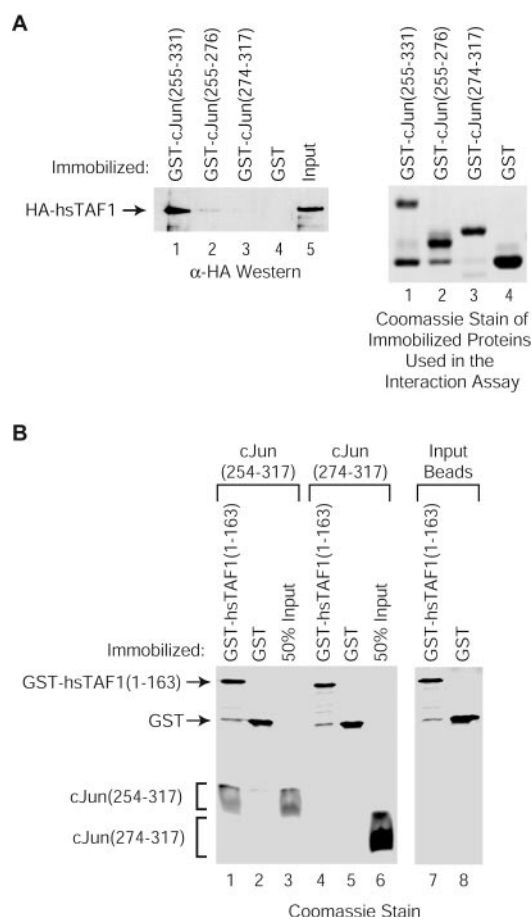 A
GST-cJun(255-331)
GST-cJun(255-276)
GST-cJun(274-317)
GST
Input
Immobilized:
HA-hsTAF1
1 2 3 4 5
α-HA Western
GST-cJun(255-331)
GST-cJun(255-276)
GST-cJun(274-317)
GST
1 2 3 4
Coomassie Stain of
Immobilized Proteins
Used in the
Interaction Assay
B
cJun
(254-317)
cJun
(274-317)
Input
Beads
GST-hsTAF1(1-163)
GST
50% Input
GST-hsTAF1(1-163)
GST
50% Input
GST-hsTAF1(1-163)
GST
Immobilized:
GST-hsTAF1(1-163)
GST
cJun(254-317)
cJun(274-317)
1 2 3 4 5 6 7 8
Coomassie Stain